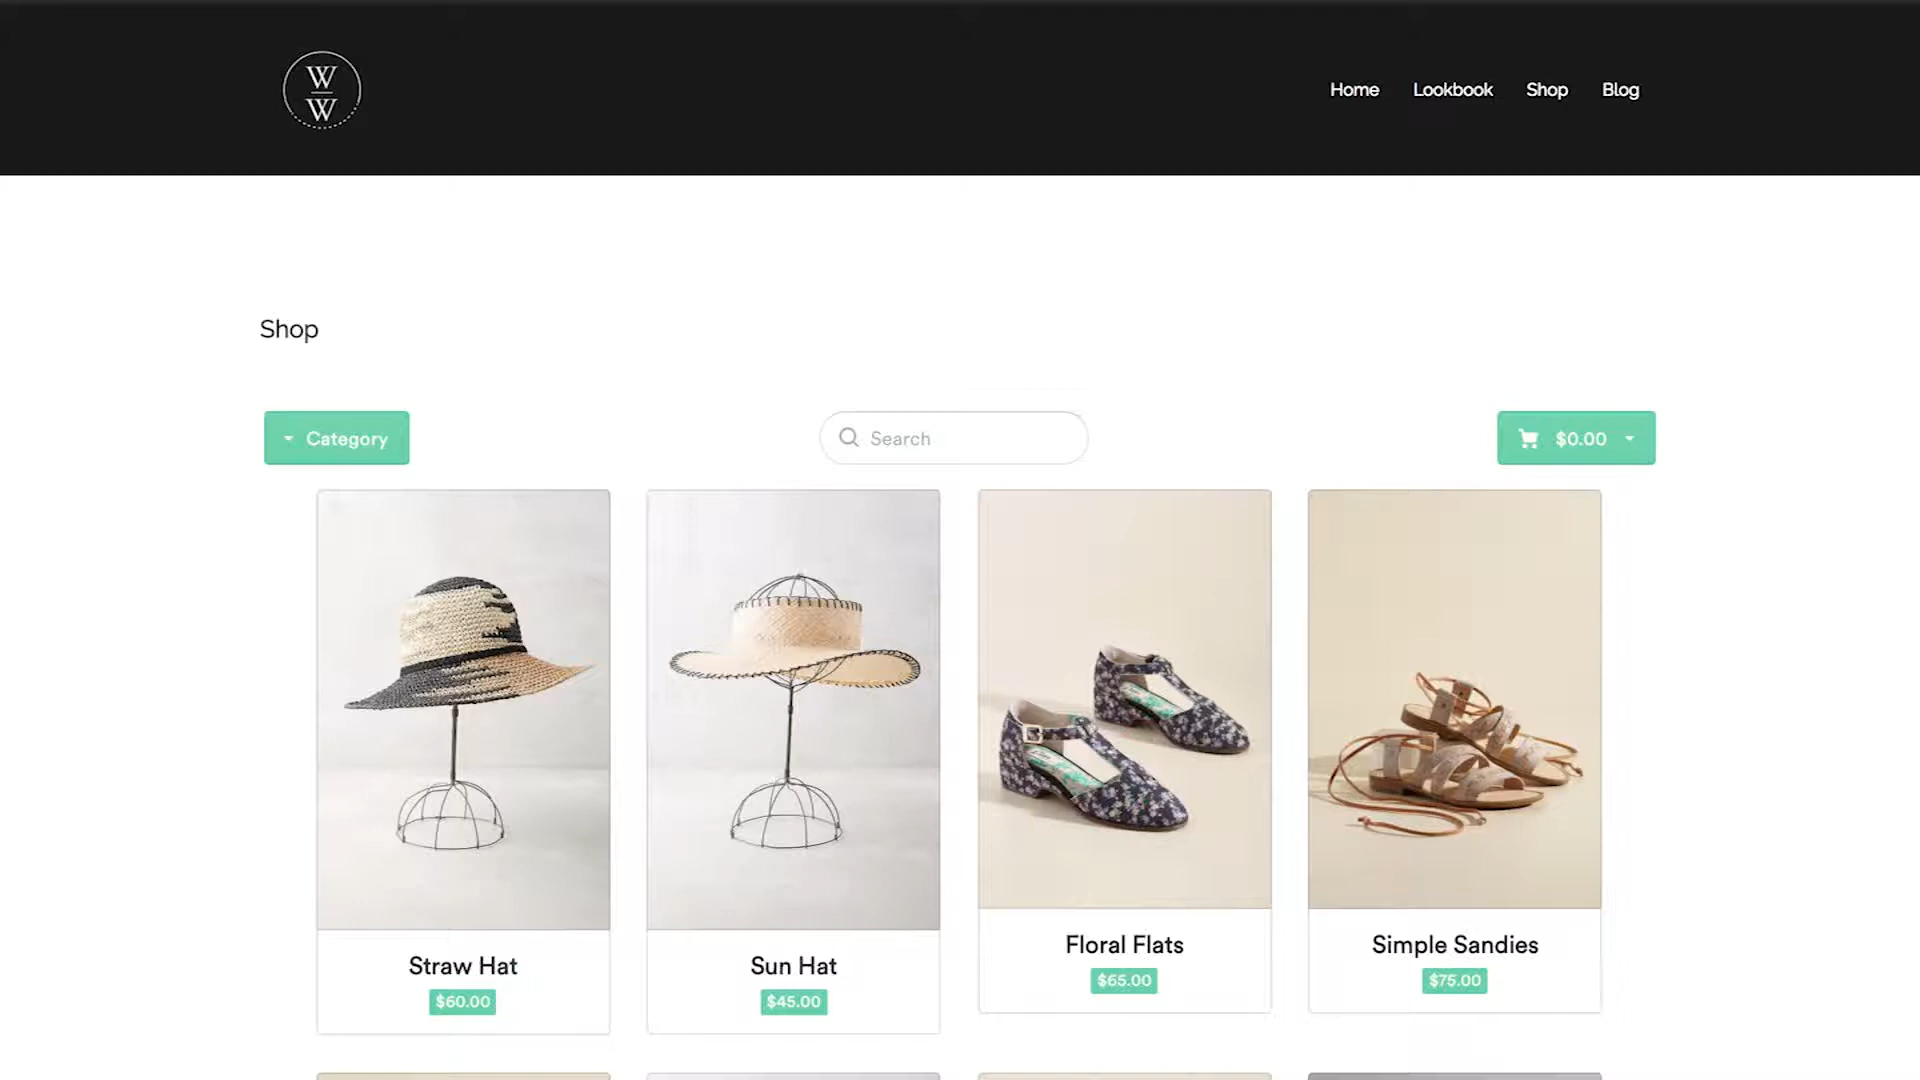 W
W
Home Lookbook Shop Blog
Shop
Category
Search
$0.00
Straw Hat
$60.00
Sun Hat
$45.00
Floral Flats
$65.00
Simple Sandies
$75.00